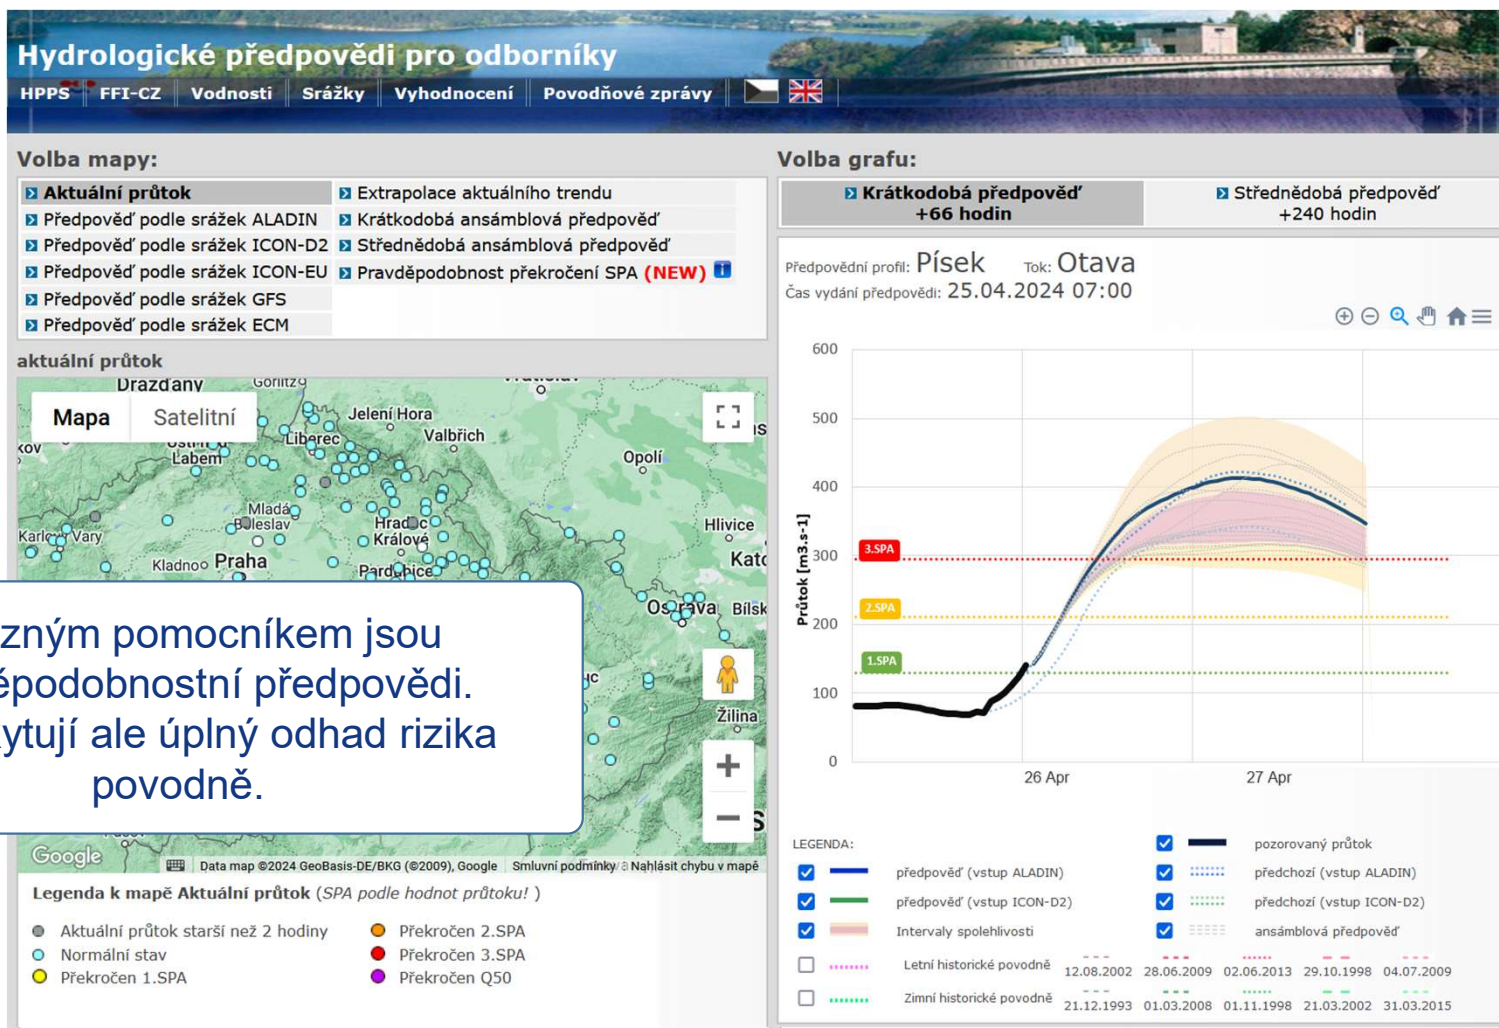 Hydrologické předpovědi pro odborníky
HPPS FFI-CZ Vodnosti Srážky Vyhodnocení Povodňové zprávy
Volba mapy:
Aktuální průtok
Extrapolace aktuálního trendu
Předpověď podle srážek ALADIN
Krátkodobá ansámblová předpověď
Předpověď podle srážek ICON-D2
Střednědobá ansámblová předpověď
Předpověď podle srážek ICON-EU
Pravděpodobnost překročení SPA (NEW)
Předpověď podle srážek GFS
Předpověď podle srážek ECM
aktuální průtok
Drážďany
Mapa Satelitní
Jelení Hora
Valbřich
Liberec
Labem
Opolí
Mladá
Boleslav
Hradec
Králové
Hlivice
Karlovy Vary
Kladno
Praha
Pardubice
Kato
Ostrava
Bílsk
zným pomocníkem jsou
ěpodobnostní předpovědi.
ytují ale úplný odhad rizika
povodně.
uc
Žilina
Google
Data map ©2024 GeoBasis-DE/BKG (©2009), Google
Smluvní podmínky
Nahlásit chybu v mapě
Legenda k mapě Aktuální průtok (SPA podle hodnot průtoku! )
Aktuální průtok starší než 2 hodiny
Překročen 2.SPA
Normální stav
Překročen 3.SPA
Překročen 1.SPA
Překročen Q50
Volba grafu:
Krátkodobá předpověď
+66 hodin
Střednědobá předpověď
+240 hodin
Předpovědní profil: Písek Tok: Otava
Čas vydání předpovědi: 25.04.2024 07:00
600
500
400
300
200
100
0
Průtok [m3.s-1]
3.SPA
2.SPA
1.SPA
26 Apr
27 Apr
LEGENDA:
pozorovaný průtok
předpověď (vstup ALADIN)
předchozí (vstup ALADIN)
předpověď (vstup ICON-D2)
předchozí (vstup ICON-D2)
Intervaly spolehlivosti
ansámblová předpověď
Letní historické povodně
12.08.2002 28.06.2009 02.06.2013 29.10.1998 04.07.2009
Zimní historické povodně
21.12.1993 01.03.2008 01.11.1998 21.03.2002 31.03.2015